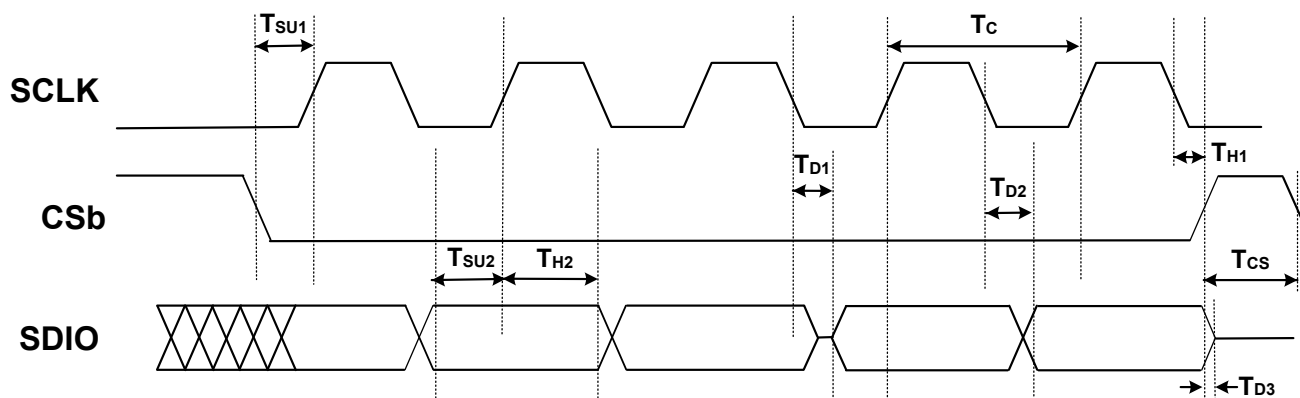 TSU1
TC
SCLK
TD1
TH1
TD2
CSb
TSU2
TH2
TCS
SDIO
TD3